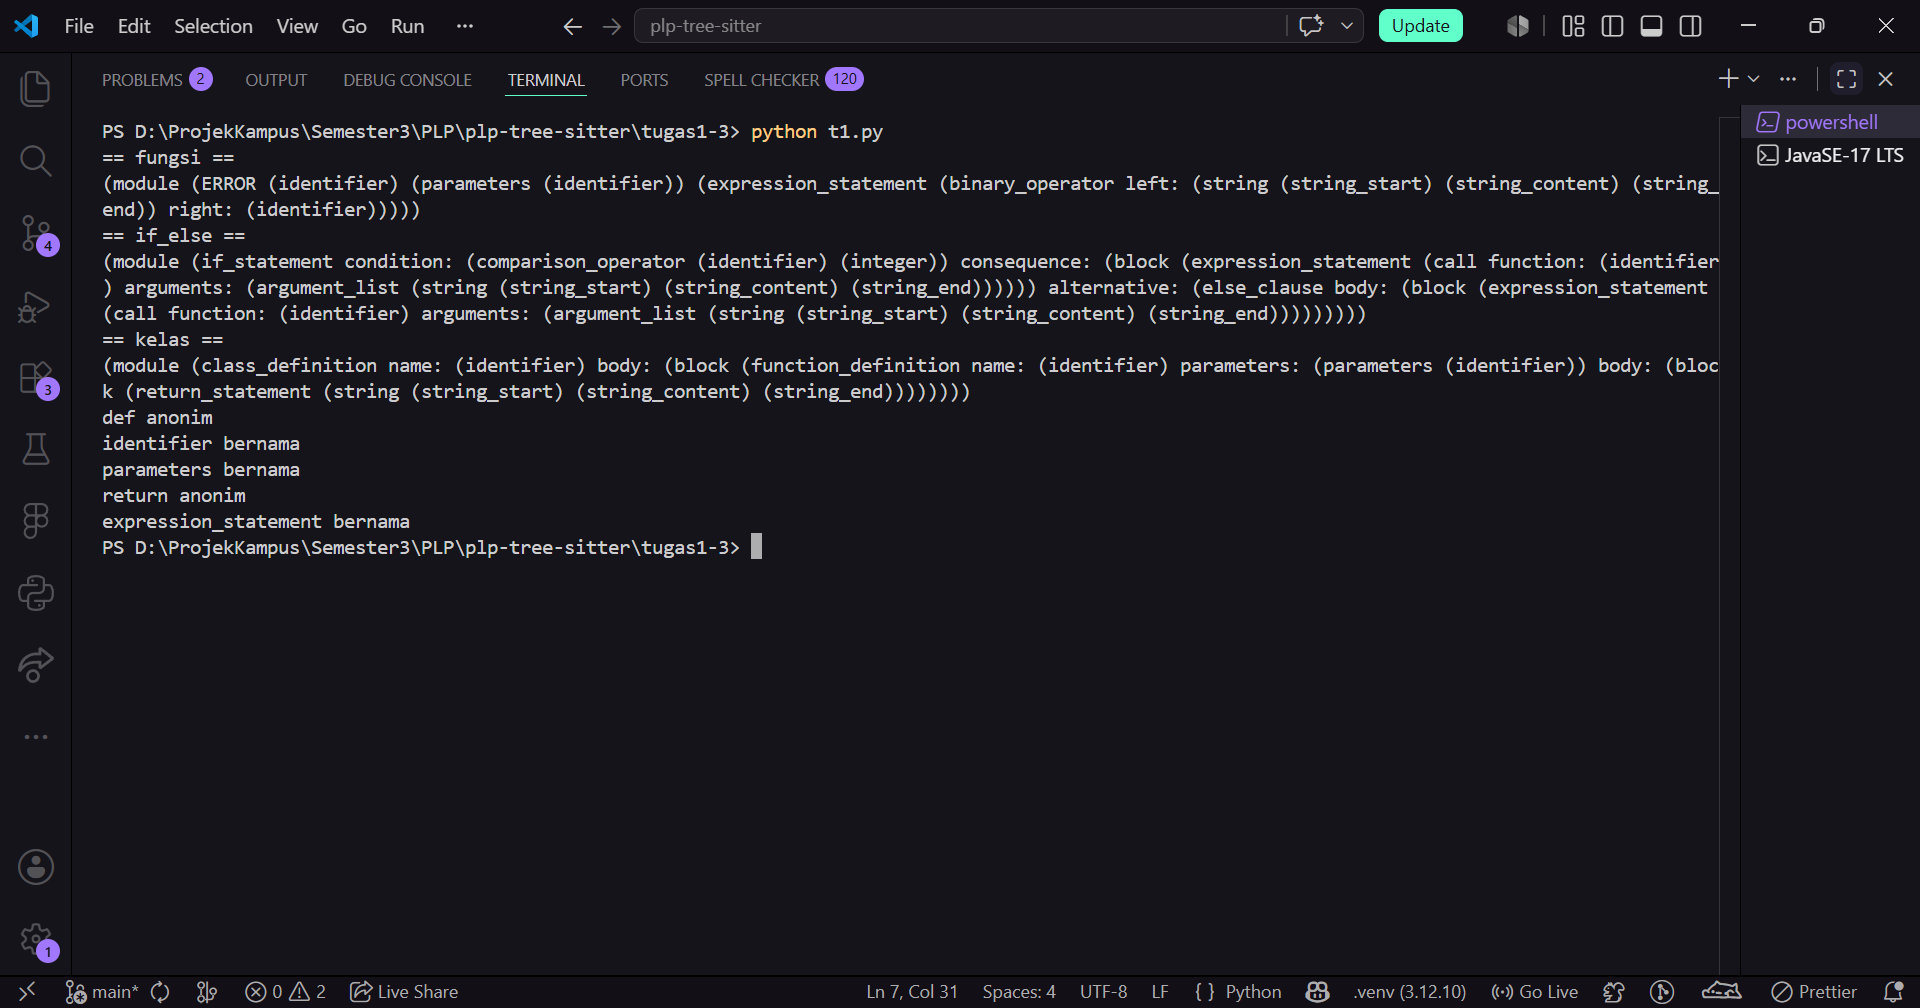 File Edit Selection View Go Run ··· plp-tree-sitter Update
PROBLEMS 2 OUTPUT DEBUG CONSOLE TERMINAL PORTS SPELL CHECKER 120
PS D:\ProjekKampus\Semester3\PLP\plp-tree-sitter\tugas1-3> python t1.py
== fungsi ==
(module (ERROR (identifier) (parameters (identifier)) (expression_statement (binary_operator left: (string (string_start) (string_content) (string_
end)) right: (identifier)))))
== if_else ==
(module (if_statement condition: (comparison_operator (identifier) (integer)) consequence: (block (expression_statement (call function: (identifier
) arguments: (argument_list (string (string_start) (string_content) (string_end)))))) alternative: (else_clause body: (block (expression_statement
(call function: (identifier) arguments: (argument_list (string (string_start) (string_content) (string_end)))))))))
== kelas ==
(module (class_definition name: (identifier) body: (block (function_definition name: (identifier) parameters: (parameters (identifier)) body: (bloc
k (return_statement (string (string_start) (string_content) (string_end))))))))
def anonim
identifier bernama
parameters bernama
return anonim
expression_statement bernama
PS D:\ProjekKampus\Semester3\PLP\plp-tree-sitter\tugas1-3>
powershell
JavaSE-17 LTS
4
3
1
main* 0 2 Live Share Ln 7, Col 31 Spaces: 4 UTF-8 LF { } Python .venv (3.12.10) Go Live Prettier